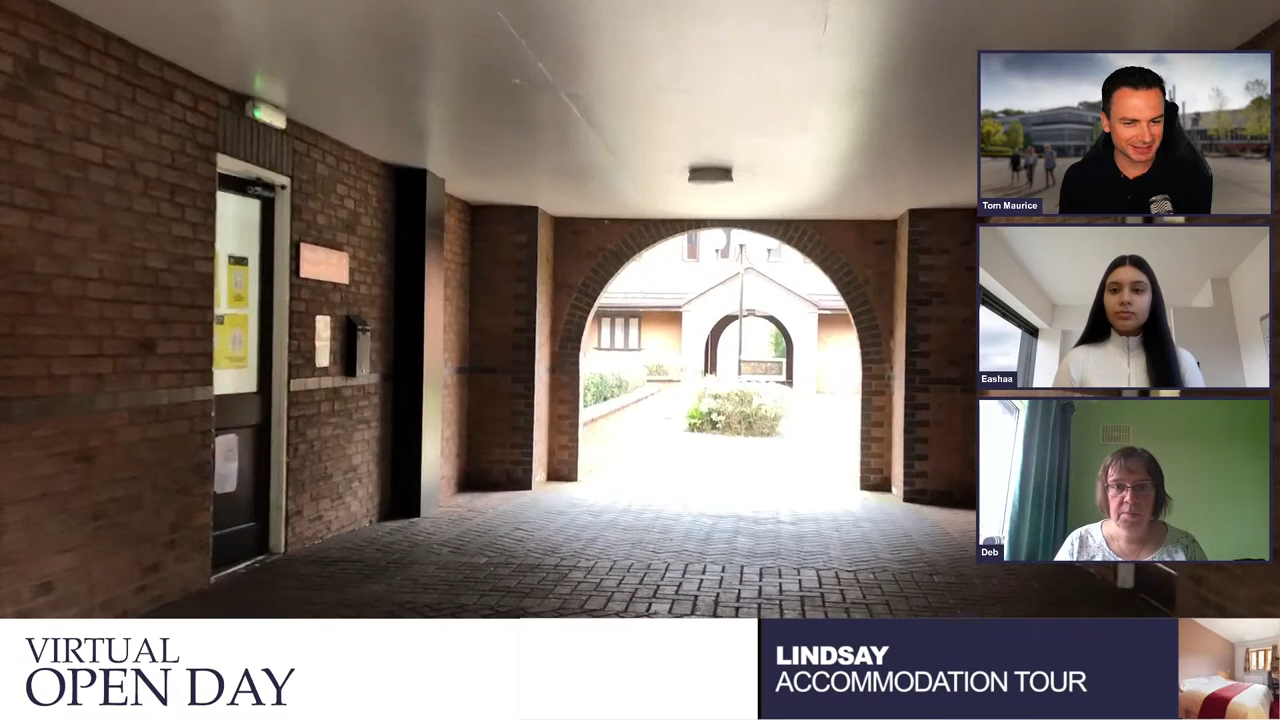 Tom Maurice
Eashaa
Deb
VIRTUAL
OPEN DAY
LINDSAY
ACCOMMODATION TOUR